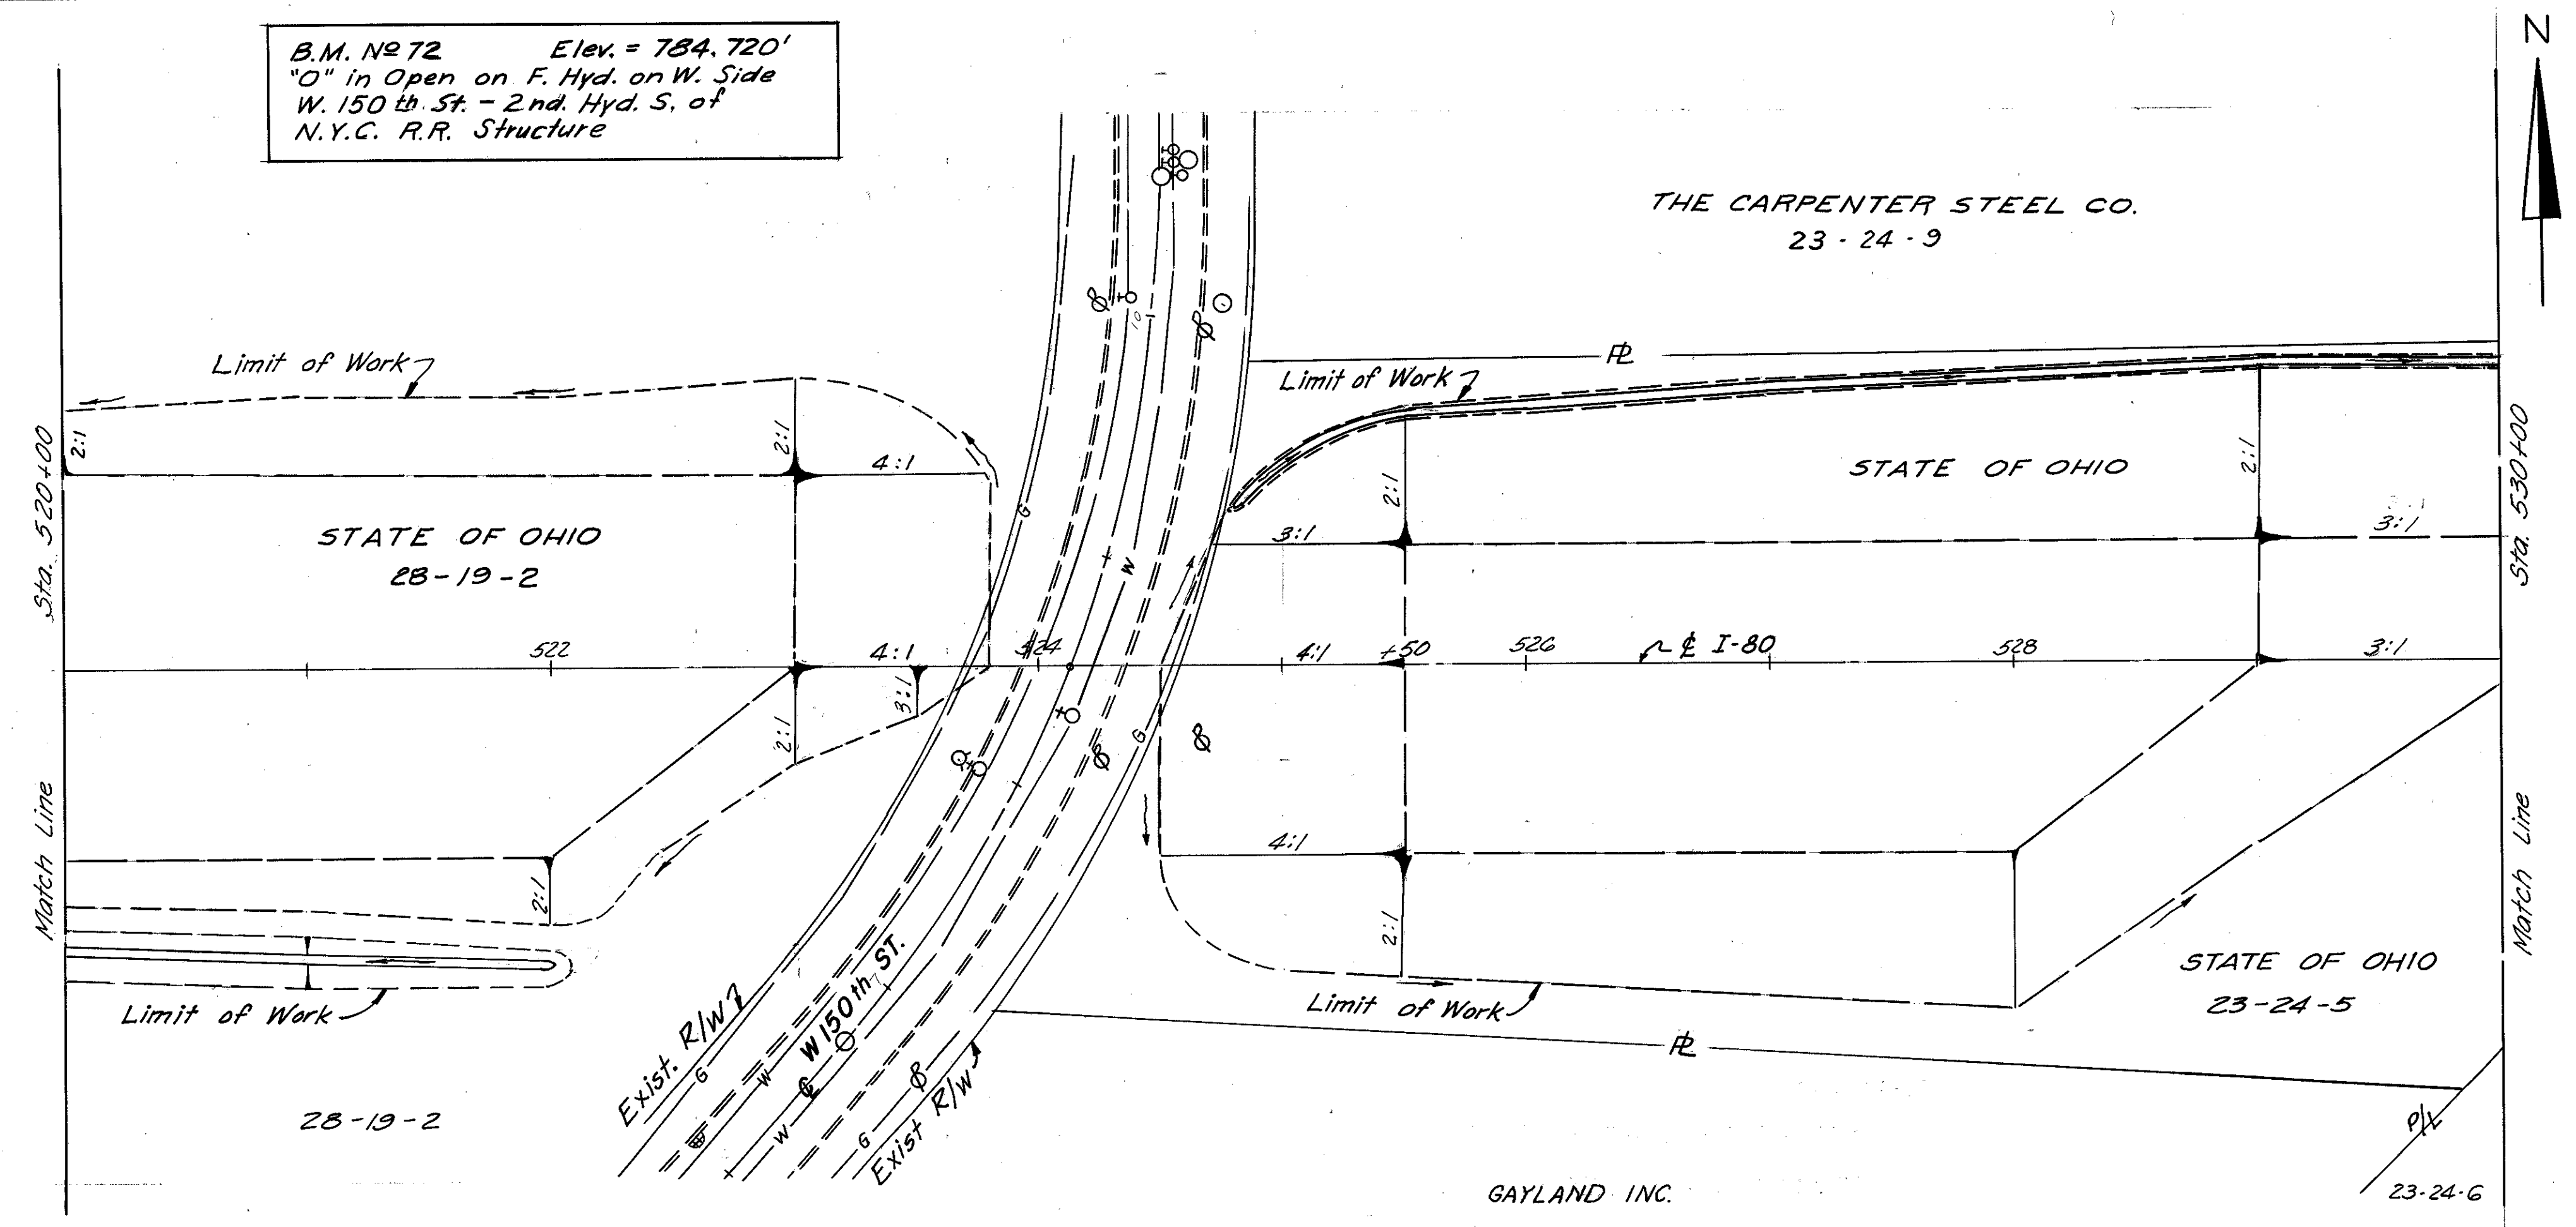 B.M. Nº 72 Elev. = 784.720'
"O" in Open on F. Hyd. on W. Side
W. 150 th. St. - 2nd. Hyd. S. of
N.Y.C. R.R. Structure
N
THE CARPENTER STEEL CO.
23 - 24 - 9
Limit of Work
PL
Limit of Work
2:1
2:1
4:1
2:1
STATE OF OHIO
2:1
3:1
3:1
Sta. 520+00
Sta. 530+00
STATE OF OHIO
28-19-2
G
W
522
4:1
524
4:1
+50
526
℄ I-80
528
3:1
3:1
2:1
G
4:1
2:1
2:1
Match Line
Match Line
W 150th ST.
℄
STATE OF OHIO
23-24-5
Limit of Work
Limit of Work
Exist. R/W
Exist R/W
PL
G
W
W
G
28-19-2
P/L
GAYLAND INC.
23-24-6